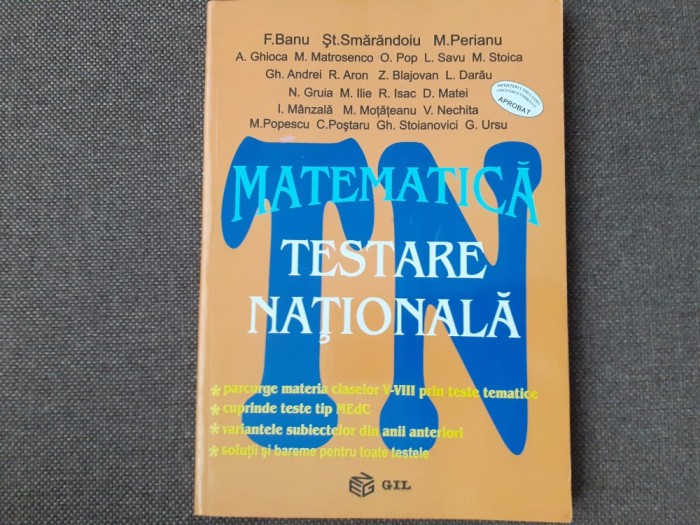 F.Banu Şt.Smărăndoiu M.Perianu
A. Ghioca M. Matrosenco O. Pop L. Savu M. Stoica
Gh. Andrei R. Aron Z. Blajovan L. Darău
N. Gruia M. Ilie R. Isac D. Matei
I. Mânzală M. Moţăţeanu V. Nechita
M.Popescu C.Poştaru Gh. Stoianovici G. Ursu
APROBAT
TN
MATEMATICĂ
TESTARE
NAŢIONALĂ
* parcurge materia claselor V-VIII prin teste tematice
* cuprinde teste tip MEdC
* variantele subiectelor din anii anteriori
* soluţii şi bareme pentru toate testele
GIL